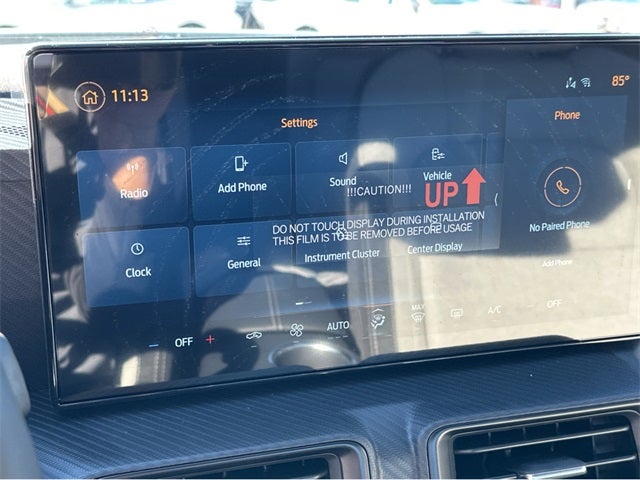 11:13
85°
Settings
Phone
Radio
Add Phone
Sound
Vehicle
!!!CAUTION!!!
UP
DO NOT TOUCH DISPLAY DURING INSTALLATION
THIS FILM IS TO BE REMOVED BEFORE USAGE
No Paired Phone
Add Phone
Clock
General
Instrument Cluster
Center Display
— OFF +
AUTO
MAX
A/C
— OFF